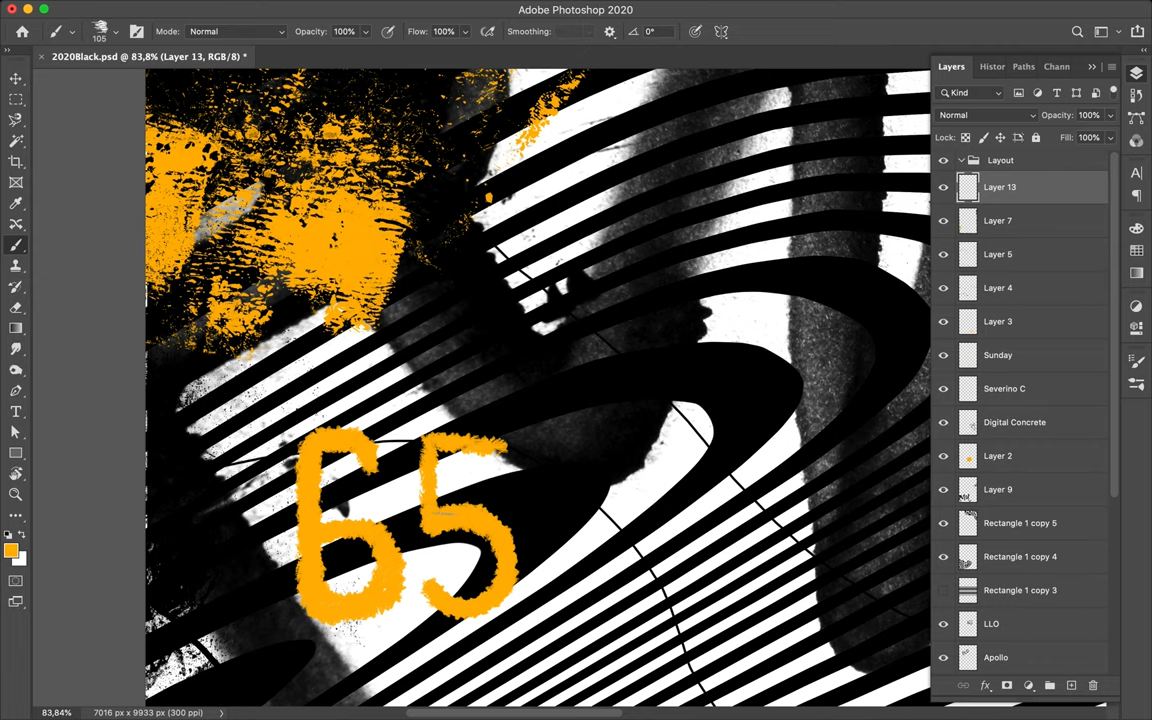 Adobe Photoshop 2020
105 Mode: Normal Opacity: 100% Flow: 100% Smoothing: 0°
2020Black.psd @ 83,8% (Layer 13, RGB/8) *
Layers Histor Paths Chann
Kind
Normal Opacity: 100%
Lock: Fill: 100%
Layout
Layer 13
Layer 7
Layer 5
Layer 4
Layer 3
Sunday
Severino C
Digital Concrete
Layer 2
Layer 9
Rectangle 1 copy 5
Rectangle 1 copy 4
Rectangle 1 copy 3
LLO
Apollo
65
83,84% 7016 px x 9933 px (300 ppi)